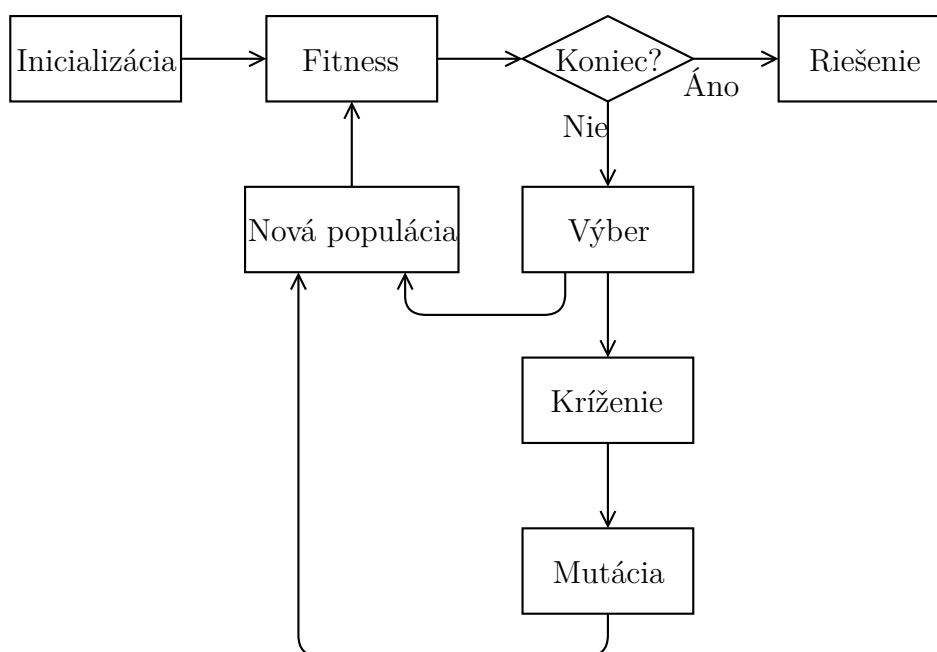 Inicializácia
Fitness
Koniec?
Riešenie
Áno
Nie
Nová populácia
Výber
Kríženie
Mutácia